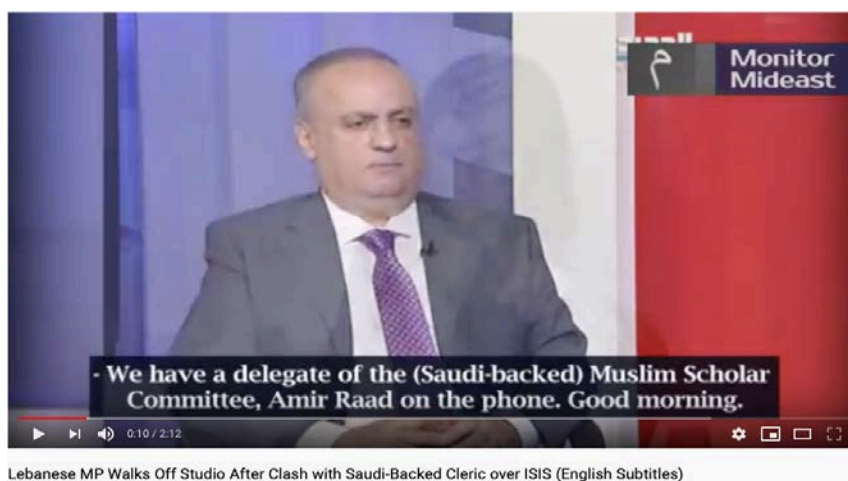 م
Monitor
Mideast
- We have a delegate of the (Saudi-backed) Muslim Scholar
Committee, Amir Raad on the phone. Good morning.
0:10 / 2:12
Lebanese MP Walks Off Studio After Clash with Saudi-Backed Cleric over ISIS (English Subtitles)